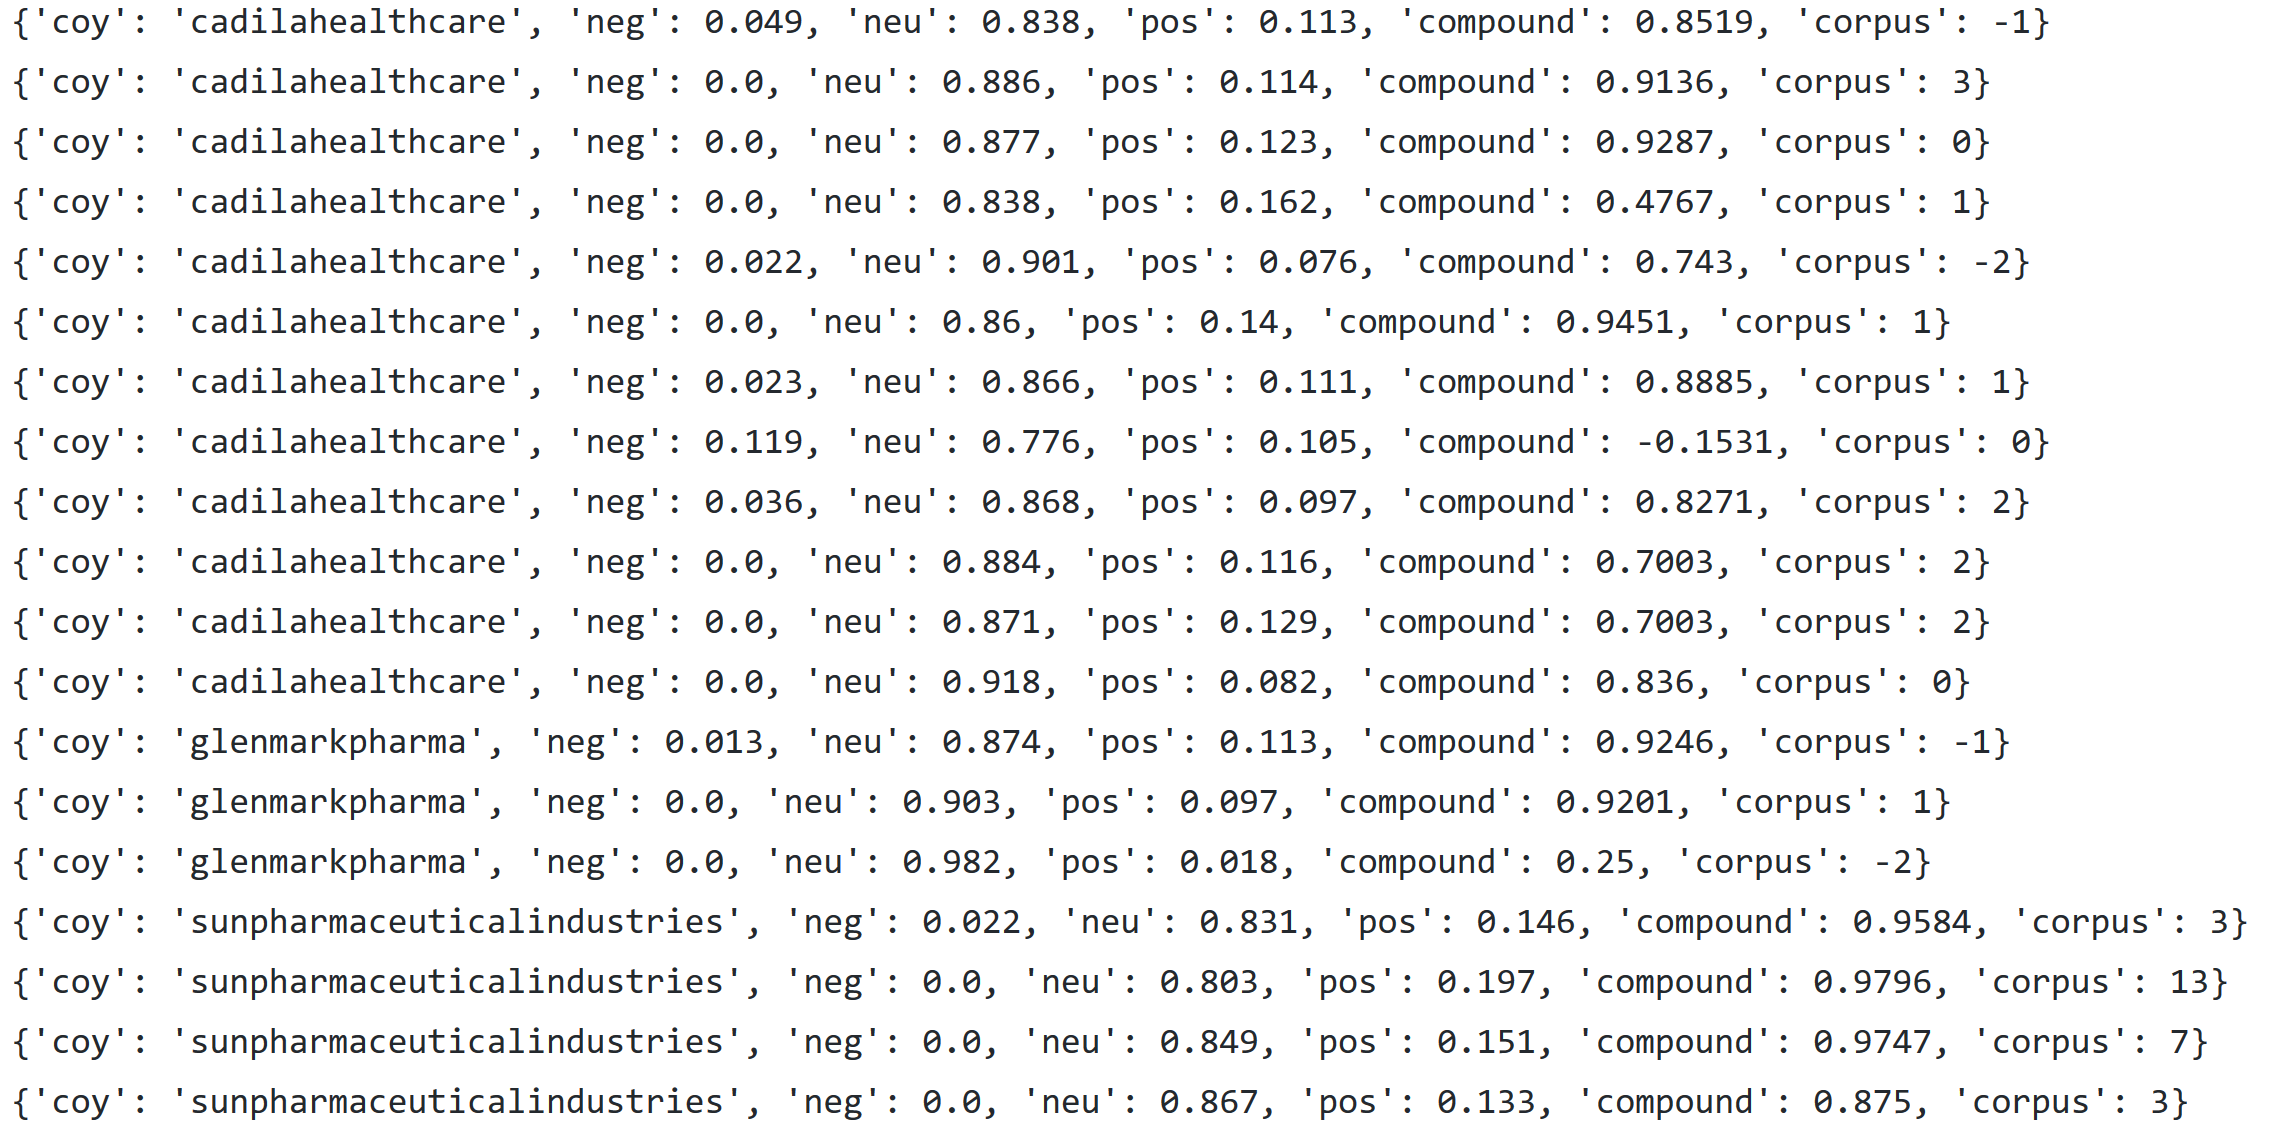 {'coy': 'cadilahealthcare', 'neg': 0.049, 'neu': 0.838, 'pos': 0.113, 'compound': 0.8519, 'corpus': -1}
{'coy': 'cadilahealthcare', 'neg': 0.0, 'neu': 0.886, 'pos': 0.114, 'compound': 0.9136, 'corpus': 3}
{'coy': 'cadilahealthcare', 'neg': 0.0, 'neu': 0.877, 'pos': 0.123, 'compound': 0.9287, 'corpus': 0}
{'coy': 'cadilahealthcare', 'neg': 0.0, 'neu': 0.838, 'pos': 0.162, 'compound': 0.4767, 'corpus': 1}
{'coy': 'cadilahealthcare', 'neg': 0.022, 'neu': 0.901, 'pos': 0.076, 'compound': 0.743, 'corpus': -2}
{'coy': 'cadilahealthcare', 'neg': 0.0, 'neu': 0.86, 'pos': 0.14, 'compound': 0.9451, 'corpus': 1}
{'coy': 'cadilahealthcare', 'neg': 0.023, 'neu': 0.866, 'pos': 0.111, 'compound': 0.8885, 'corpus': 1}
{'coy': 'cadilahealthcare', 'neg': 0.119, 'neu': 0.776, 'pos': 0.105, 'compound': -0.1531, 'corpus': 0}
{'coy': 'cadilahealthcare', 'neg': 0.036, 'neu': 0.868, 'pos': 0.097, 'compound': 0.8271, 'corpus': 2}
{'coy': 'cadilahealthcare', 'neg': 0.0, 'neu': 0.884, 'pos': 0.116, 'compound': 0.7003, 'corpus': 2}
{'coy': 'cadilahealthcare', 'neg': 0.0, 'neu': 0.871, 'pos': 0.129, 'compound': 0.7003, 'corpus': 2}
{'coy': 'cadilahealthcare', 'neg': 0.0, 'neu': 0.918, 'pos': 0.082, 'compound': 0.836, 'corpus': 0}
{'coy': 'glenmarkpharma', 'neg': 0.013, 'neu': 0.874, 'pos': 0.113, 'compound': 0.9246, 'corpus': -1}
{'coy': 'glenmarkpharma', 'neg': 0.0, 'neu': 0.903, 'pos': 0.097, 'compound': 0.9201, 'corpus': 1}
{'coy': 'glenmarkpharma', 'neg': 0.0, 'neu': 0.982, 'pos': 0.018, 'compound': 0.25, 'corpus': -2}
{'coy': 'sunpharmaceuticalindustries', 'neg': 0.022, 'neu': 0.831, 'pos': 0.146, 'compound': 0.9584, 'corpus': 3}
{'coy': 'sunpharmaceuticalindustries', 'neg': 0.0, 'neu': 0.803, 'pos': 0.197, 'compound': 0.9796, 'corpus': 13}
{'coy': 'sunpharmaceuticalindustries', 'neg': 0.0, 'neu': 0.849, 'pos': 0.151, 'compound': 0.9747, 'corpus': 7}
{'coy': 'sunpharmaceuticalindustries', 'neg': 0.0, 'neu': 0.867, 'pos': 0.133, 'compound': 0.875, 'corpus': 3}